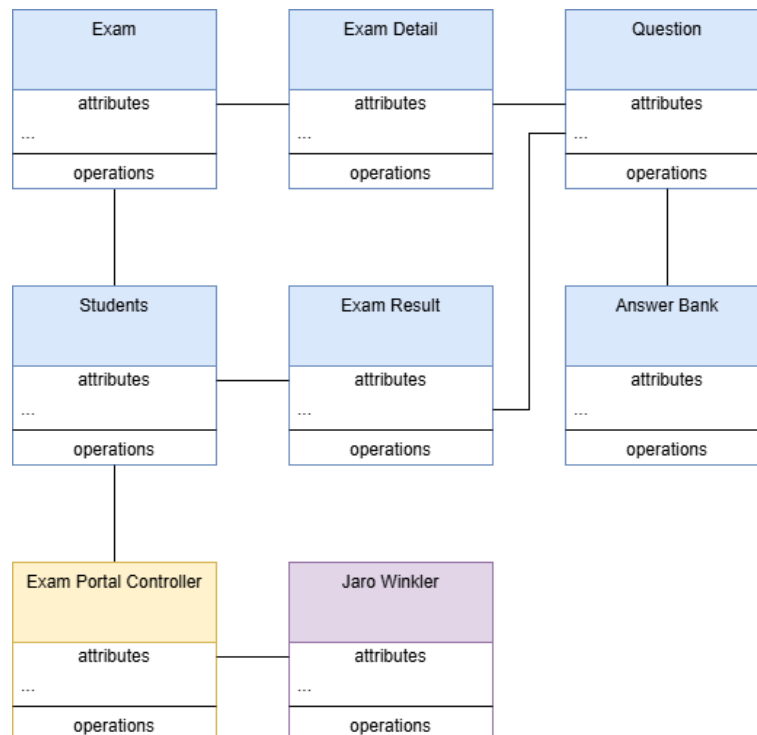 Exam
attributes
...
operations
Exam Detail
attributes
...
operations
Question
attributes
...
operations
Students
attributes
...
operations
Exam Result
attributes
...
operations
Answer Bank
attributes
...
operations
Exam Portal Controller
attributes
...
operations
Jaro Winkler
attributes
...
operations